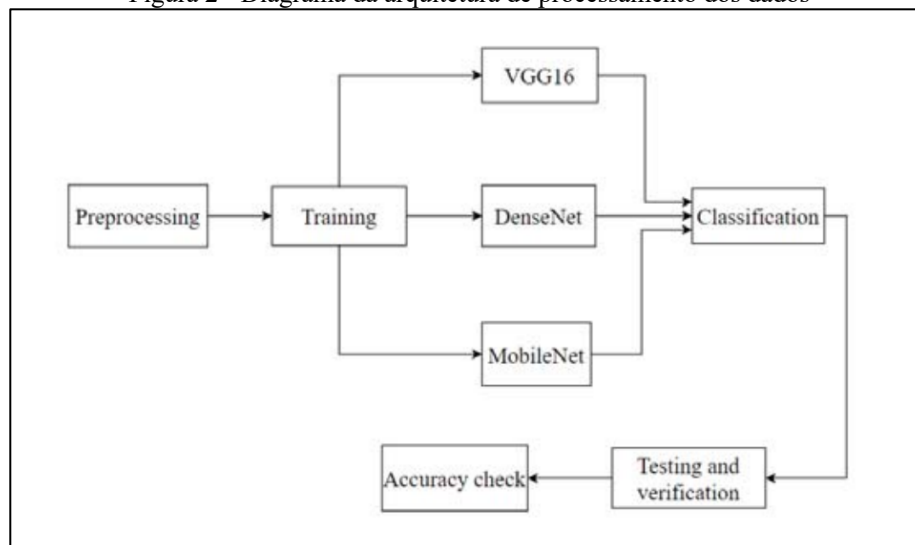 Figura 2 - Diagrama da arquitetura de processamento dos dados
VGG16
Preprocessing
Training
DenseNet
Classification
MobileNet
Accuracy check
Testing and
verification